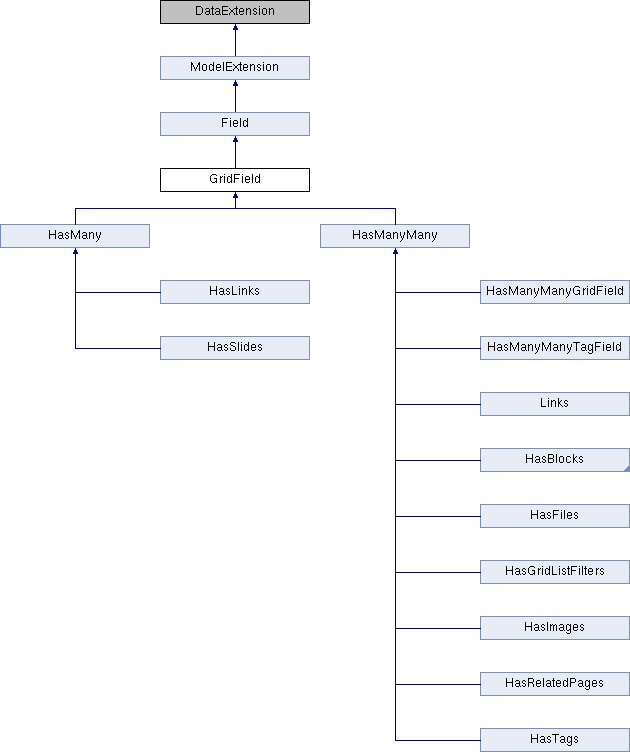 DataExtension
ModelExtension
Field
GridField
HasMany
HasManyMany
HasLinks
HasManyManyGridField
HasSlides
HasManyManyTagField
Links
HasBlocks
HasFiles
HasGridListFilters
HasImages
HasRelatedPages
HasTags